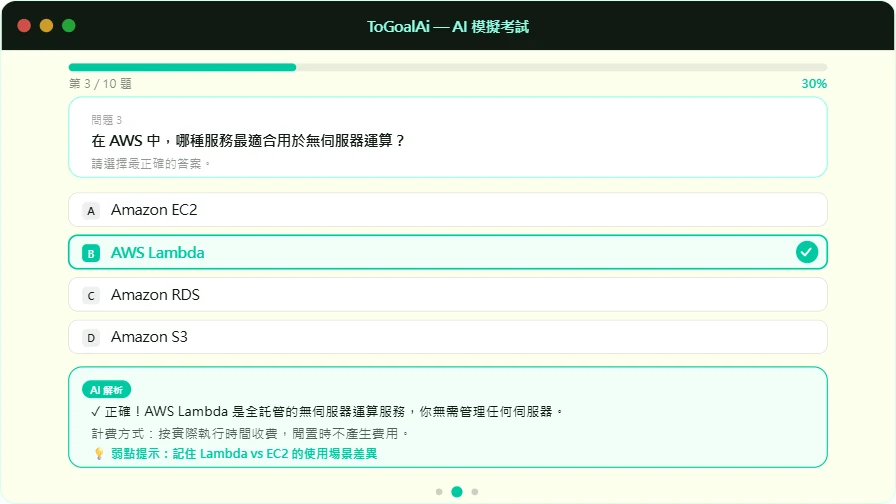 ToGoalAi — AI 模擬考試
第 3 / 10 題
30%
問題 3
在 AWS 中，哪種服務最適合用於無伺服器運算？
請選擇最正確的答案。
A Amazon EC2
B AWS Lambda
C Amazon RDS
D Amazon S3
AI 解析
✓ 正確！AWS Lambda 是全託管的無伺服器運算服務，你無需管理任何伺服器。
計費方式：按實際執行時間收費，閒置時不產生費用。
💡 弱點提示：記住 Lambda vs EC2 的使用場景差異